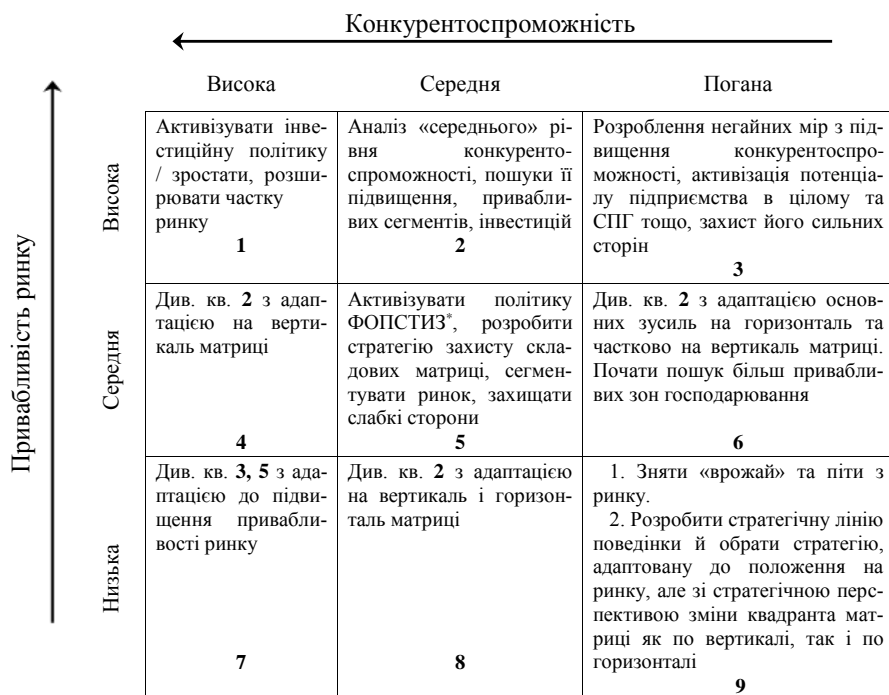 Конкурентоспроможність
Висока
Середня
Погана
Привабливість ринку
Висока
Активізувати інве-
стиційну політику
/ зростати, розши-
рювати частку
ринку
1
Аналіз «середнього» рі-
вня конкуренто-
спроможності, пошуки її
підвищення, приваб-
ливих сегментів, інвестицій
2
Розроблення негайних мір з під-
вищення конкурентоспро-
можності, активізація потенціа-
лу підприємства в цілому та
СПГ тощо, захист його сильних
сторін
3
Середня
Див. кв. 2 з адап-
тацією на верти-
каль матриці
4
Активізувати політику
ФОПСТИЗ*, розробити
стратегію захисту скла-
дових матриці, сегмен-
тувати ринок, захищати
слабкі сторони
5
Див. кв. 2 з адаптацією основ-
них зусиль на горизонталь та
частково на вертикаль матриці.
Почати пошук більш приваб-
ливих зон господарювання
6
Низька
Див. кв. 3, 5 з ада-
птацією до підви-
щення привабли-
вості ринку
7
Див. кв. 2 з адаптацією
на вертикаль і горизон-
таль матриці
8
1. Зняти «врожай» та піти з
ринку.
2. Розробити стратегічну лінію
поведінки й обрати стратегію,
адаптовану до положення на
ринку, але зі стратегічною перс-
пективою зміни квадранта мат-
риці як по вертикалі, так і по
горизонталі
9